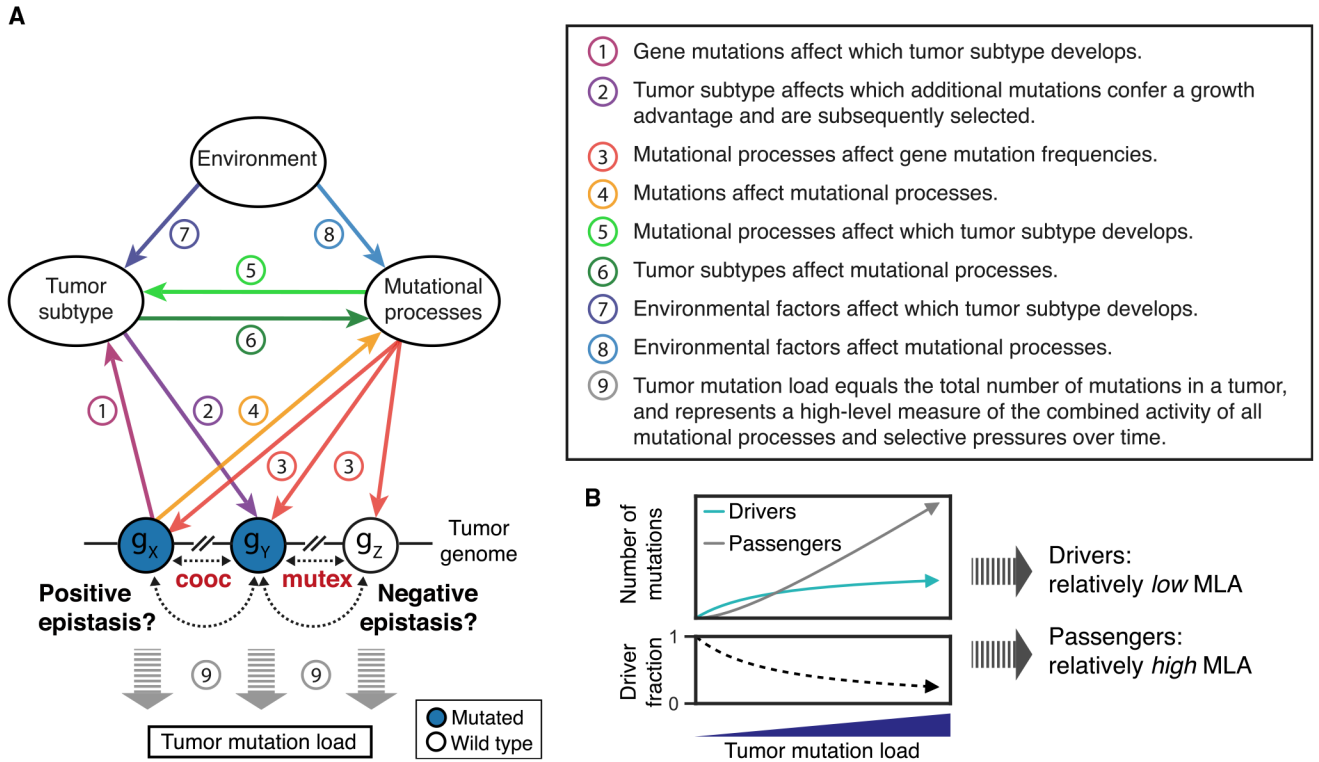 A
Environment
7
8
5
Tumor
subtype
Mutational
processes
6
1
2
4
3
3
gX
gY
gZ
Tumor
genome
cooc
mutex
Positive
epistasis?
Negative
epistasis?
9
9
Tumor mutation load
Mutated
Wild type
1 Gene mutations affect which tumor subtype develops.
2 Tumor subtype affects which additional mutations confer a growth
advantage and are subsequently selected.
3 Mutational processes affect gene mutation frequencies.
4 Mutations affect mutational processes.
5 Mutational processes affect which tumor subtype develops.
6 Tumor subtypes affect mutational processes.
7 Environmental factors affect which tumor subtype develops.
8 Environmental factors affect mutational processes.
9 Tumor mutation load equals the total number of mutations in a tumor,
and represents a high-level measure of the combined activity of all
mutational processes and selective pressures over time.
B
Number of
mutations
Drivers
Passengers
Driver
fraction
1
0
Tumor mutation load
Drivers:
relatively low MLA
Passengers:
relatively high MLA